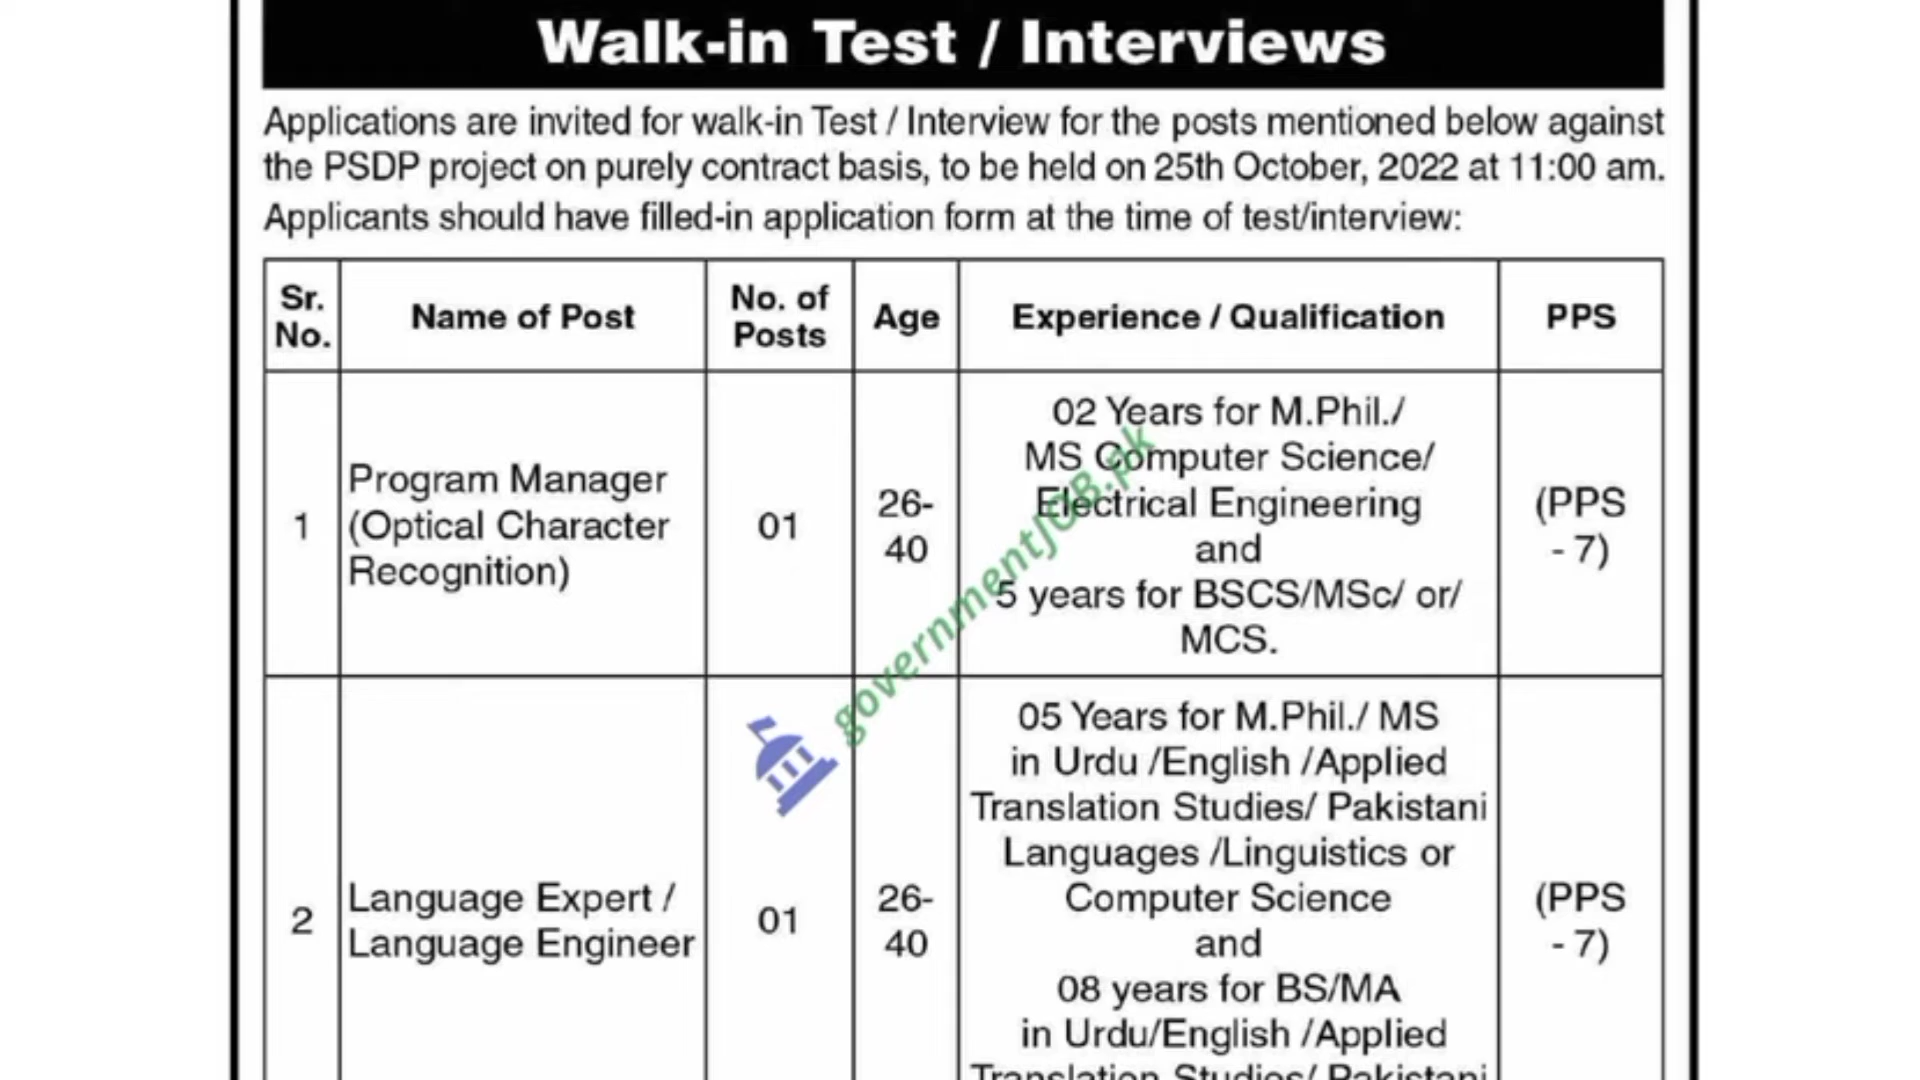 Walk-in Test / Interviews
Applications are invited for walk-in Test / Interview for the posts mentioned below against
the PSDP project on purely contract basis, to be held on 25th October, 2022 at 11:00 am.
Applicants should have filled-in application form at the time of test/interview:
Sr. No.
Name of Post
No. of Posts
Age
Experience / Qualification
PPS
1
Program Manager
(Optical Character
Recognition)
01
26-
40
02 Years for M.Phil./
MS Computer Science/
Electrical Engineering
and
5 years for BSCS/MSc/ or/
MCS.
(PPS
- 7)
2
Language Expert /
Language Engineer
01
26-
40
05 Years for M.Phil./ MS
in Urdu /English /Applied
Translation Studies/ Pakistani
Languages /Linguistics or
Computer Science
and
08 years for BS/MA
in Urdu/English /Applied
Translation Studies/ Pakistani
(PPS
- 7)
governmentJOB.pk